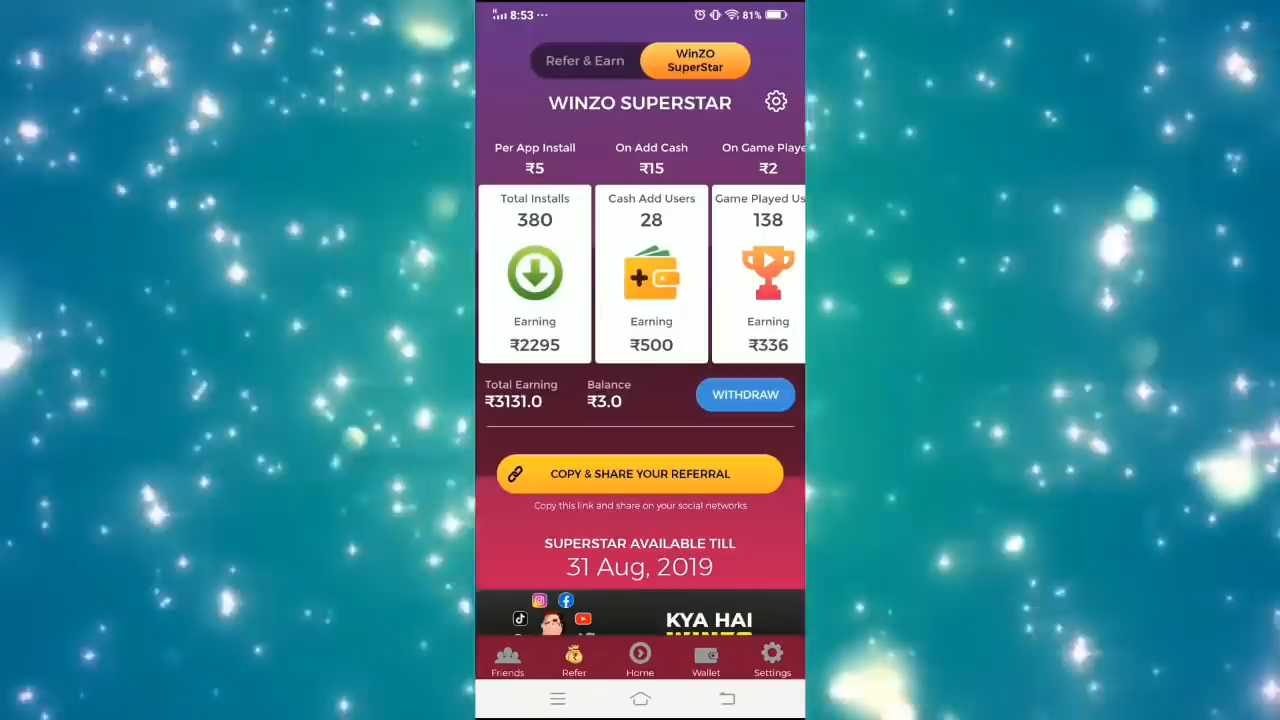 8:53 ...
81%
Refer & Earn
WinZO
SuperStar
WINZO SUPERSTAR
Per App Install
On Add Cash
On Game Playe
₹5
₹15
₹2
Total Installs
Cash Add Users
Game Played Us
380
28
138
Earning
Earning
Earning
₹2295
₹500
₹336
Total Earning
Balance
₹3131.0
₹3.0
WITHDRAW
COPY & SHARE YOUR REFERRAL
Copy this link and share on your social networks
SUPERSTAR AVAILABLE TILL
31 Aug, 2019
KYA HAI
Friends
Refer
Home
Wallet
Settings